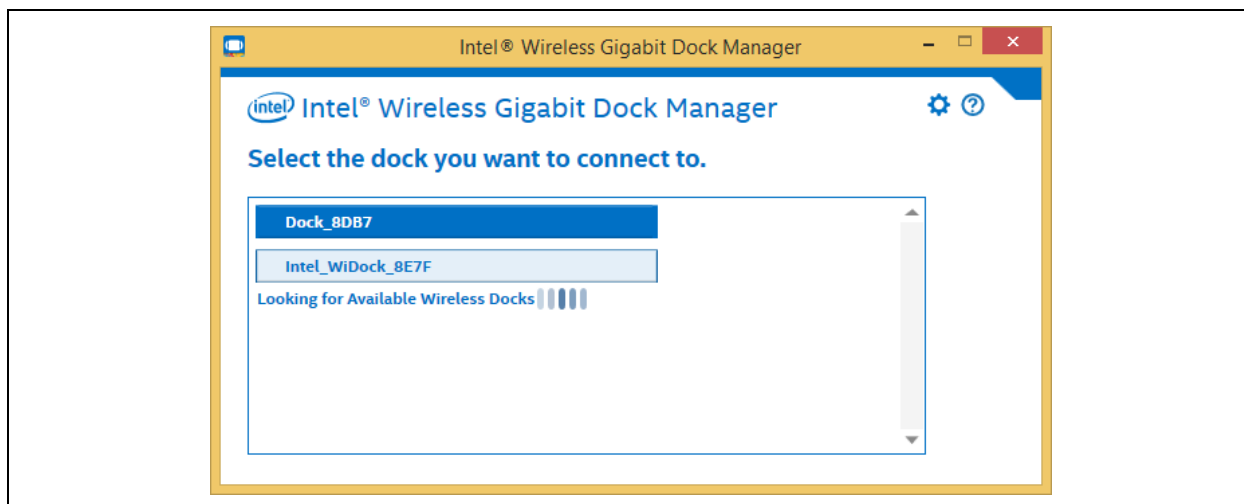 Intel® Wireless Gigabit Dock Manager
intel Intel® Wireless Gigabit Dock Manager
Select the dock you want to connect to.
Dock_8DB7
Intel_WiDock_8E7F
Looking for Available Wireless Docks